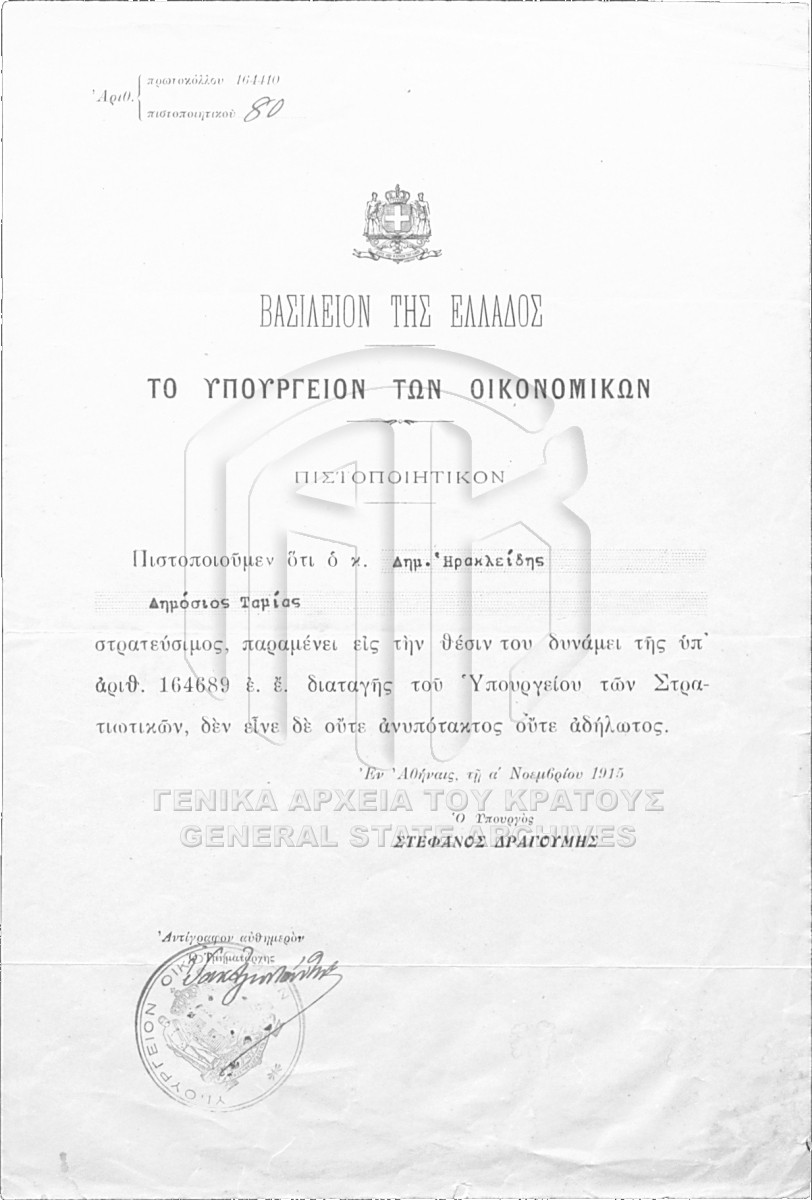 Ἀριθ.
πρωτοκόλλου 164410
πιστοποιητικοῦ 80
ΒΑΣΙΛΕΙΟΝ ΤΗΣ ΕΛΛΑΔΟΣ
ΤΟ ΥΠΟΥΡΓΕΙΟΝ ΤΩΝ ΟΙΚΟΝΟΜΙΚΩΝ
ΠΙΣΤΟΠΟΙΗΤΙΚΟΝ
Πιστοποιοῦμεν ὅτι ὁ κ. Δημ. Ἡρακλείδης
Δημόσιος Ταμίας
στρατεύσιμος, παραμένει εἰς τὴν θέσιν του δυνάμει τῆς ὑπ'
ἀριθ. 164689 ἐ. ἔ. διαταγῆς τοῦ Ὑπουργείου τῶν Στρα-
τιωτικῶν, δὲν εἶνε δὲ οὔτε ἀνυπότακτος οὔτε ἀδήλωτος.
Ἐν Ἀθήναις, τῇ α' Νοεμβρίου 1915
ΓΕΝΙΚΑ ΑΡΧΕΙΑ ΤΟΥ ΚΡΑΤΟΥΣ
Ὁ Ὑπουργὸς
GENERAL STATE ARCHIVES
ΣΤΕΦΑΝΟΣ ΔΡΑΓΟΥΜΗΣ
Ἀντίγραφον αὐθημερὸν
Ὁ Τμηματάρχης
ΥΠΟΥΡΓΕΙΟΝ